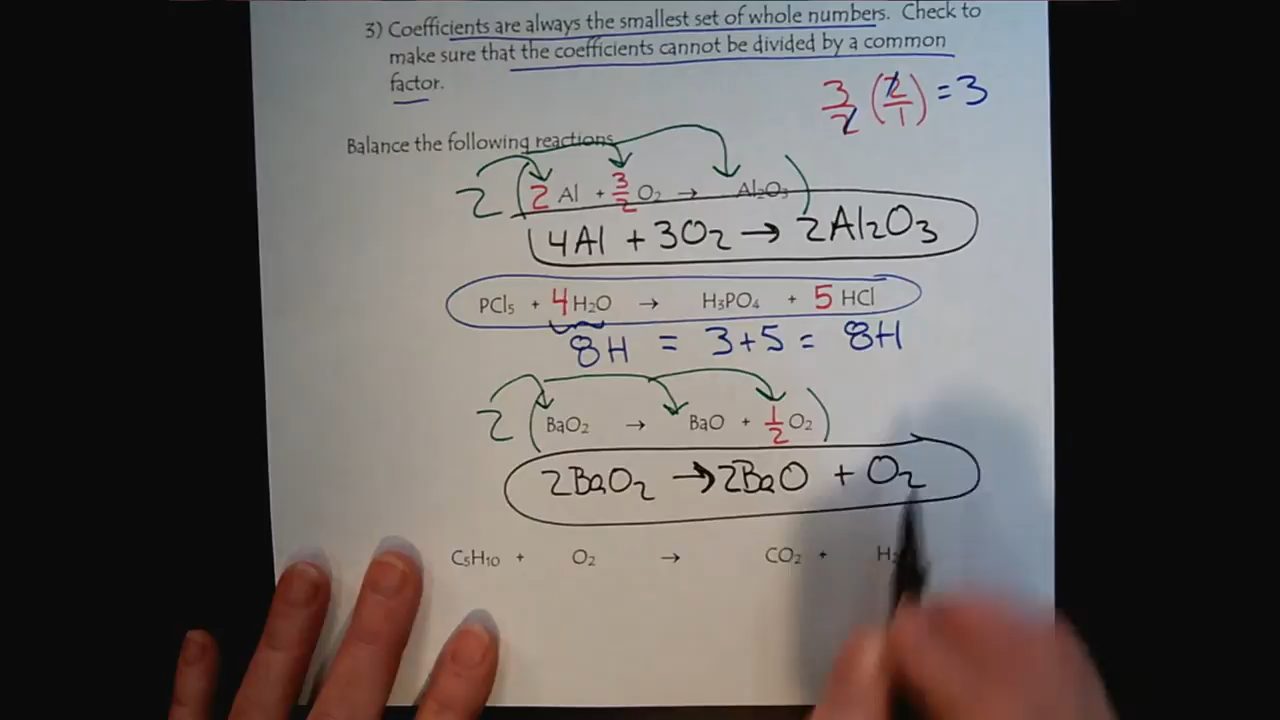 3) Coefficients are always the smallest set of whole numbers. Check to
make sure that the coefficients cannot be divided by a common
factor.
3/2 (2/1) = 3
Balance the following reactions
2 ( 2 Al + 3/2 O₂ → Al₂O₃ )
4Al + 3O₂ → 2Al₂O₃
PCl₅ + 4 H₂O → H₃PO₄ + 5 HCl
8H = 3+5 = 8H
2 ( BaO₂ → BaO + 1/2 O₂ )
2BaO₂ → 2BaO + O₂
C₅H₁₀ + O₂ → CO₂ +